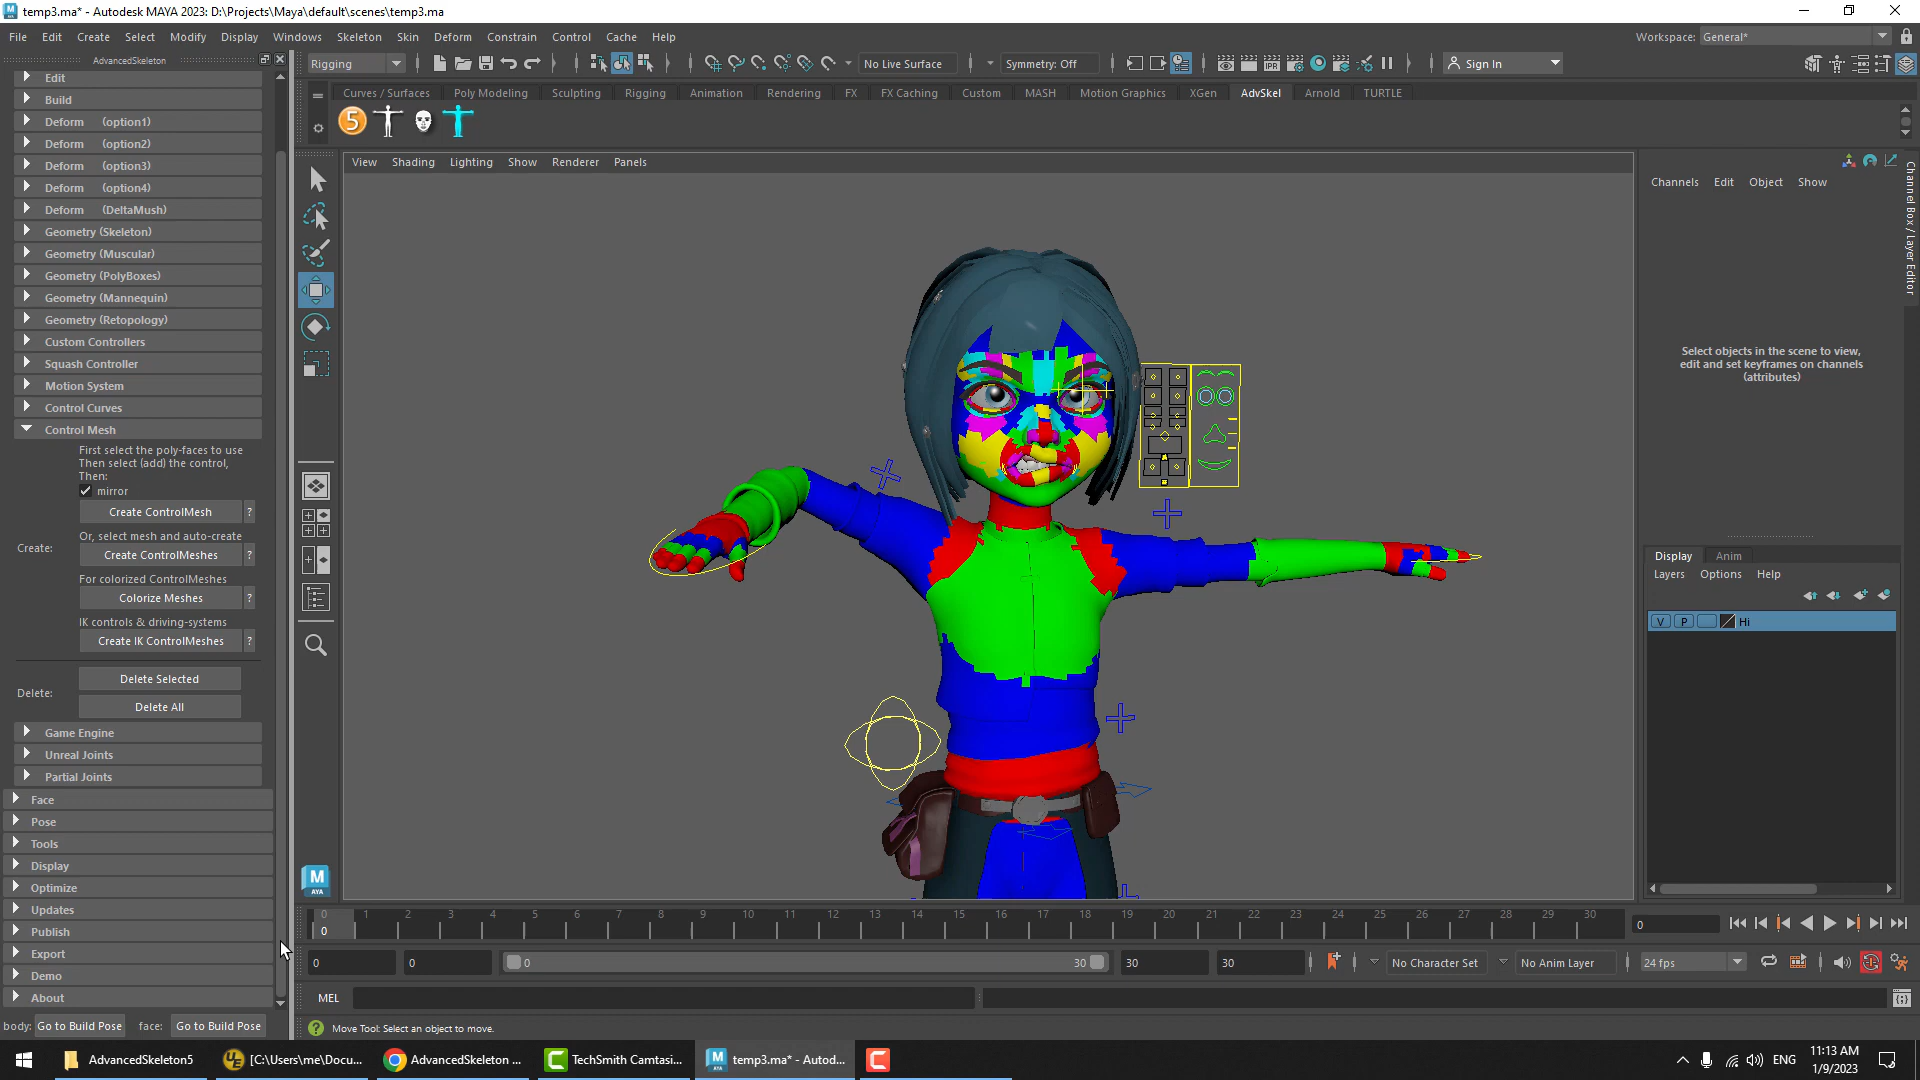 temp3.ma* - Autodesk MAYA 2023: D:\Projects\Maya\default\scenes\temp3.ma
File Edit Create Select Modify Display Windows Skeleton Skin Deform Constrain Control Cache Help
Workspace: General*
AdvancedSkeleton
Rigging
No Live Surface
Symmetry: Off
Sign In
Curves / Surfaces Poly Modeling Sculpting Rigging Animation Rendering FX FX Caching Custom MASH Motion Graphics XGen AdvSkel Arnold TURTLE
5
View Shading Lighting Show Renderer Panels
Edit
Build
Deform (option1)
Deform (option2)
Deform (option3)
Deform (option4)
Deform (DeltaMush)
Geometry (Skeleton)
Geometry (Muscular)
Geometry (PolyBoxes)
Geometry (Mannequin)
Geometry (Retopology)
Custom Controllers
Squash Controller
Motion System
Control Curves
Control Mesh
First select the poly-faces to use
Then select (add) the control,
Then:
mirror
Create ControlMesh ?
Or, select mesh and auto-create
Create: Create ControlMeshes ?
For colorized ControlMeshes
Colorize Meshes ?
IK controls & driving-systems
Create IK ControlMeshes ?
Delete Selected
Delete:
Delete All
Game Engine
Unreal Joints
Partial Joints
Face
Pose
Tools
Display
Optimize
Updates
Publish
Export
Demo
About
body: Go to Build Pose face: Go to Build Pose
M
AYA
Channels Edit Object Show
Channel Box / Layer Editor
Select objects in the scene to view,
edit and set keyframes on channels
(attributes)
Display Anim
Layers Options Help
V P Hi
0 1 2 3 4 5 6 7 8 9 10 11 12 13 14 15 16 17 18 19 20 21 22 23 24 25 26 27 28 29 30
0
0
0 0 0 30 30 30
No Character Set
No Anim Layer
24 fps
MEL
? Move Tool: Select an object to move.
AdvancedSkeleton5
UE [C:\Users\me\Docu...
AdvancedSkeleton ...
C TechSmith Camtasi...
M temp3.ma* - Autod...
C
ENG
11:13 AM
1/9/2023